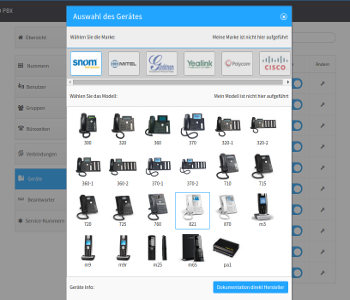 PBX
Auswahl des Gerätes
Wählen Sie die Marke:
Meine Marke ist nicht hier aufgeführt
snom
MITEL
Yealink
Polycom
CISCO
Wählen Sie das Modell:
Mein Modell ist nicht hier aufgeführt
300 320 360 370 320-1 320-2
360-1 360-2 370-1 370-2 710 715
720 725 760 821 870 m3
m9 m9r m25 m65 pa1
Geräte Info:
Dokumentation direkt Hersteller
Übersicht
Nummern
Benutzer
Gruppen
Bürozeiten
Verbindungen
Geräte
Beantworter
Service Nummern